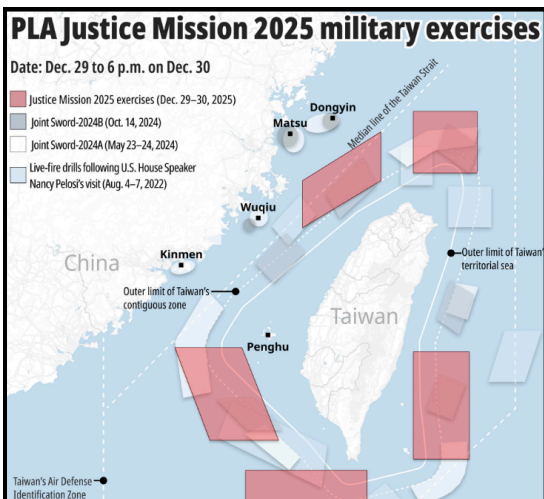 PLA Justice Mission 2025 military exercises
Date: Dec. 29 to 6 p.m. on Dec. 30
Justice Mission 2025 exercises (Dec. 29–30, 2025)
Joint Sword-2024B (Oct. 14, 2024)
Joint Sword-2024A (May 23–24, 2024)
Live-fire drills following U.S. House Speaker
Nancy Pelosi's visit (Aug. 4–7, 2022)
Median line of the Taiwan Strait
Dongyin
Matsu
Wuqiu
Kinmen
China
Outer limit of Taiwan's
territorial sea
Outer limit of Taiwan's
contiguous zone
Taiwan
Penghu
Taiwan's Air Defense
Identification Zone